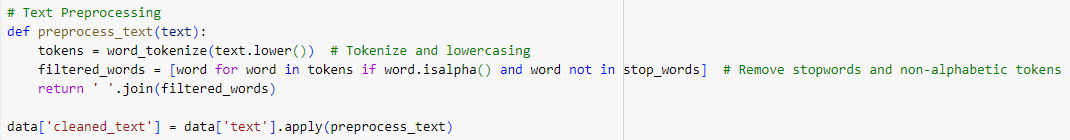 # Text Preprocessing
def preprocess_text(text):
    tokens = word_tokenize(text.lower())  # Tokenize and lowercasing
    filtered_words = [word for word in tokens if word.isalpha() and word not in stop_words]  # Remove stopwords and non-alphabetic tokens
    return ' '.join(filtered_words)

data['cleaned_text'] = data['text'].apply(preprocess_text)